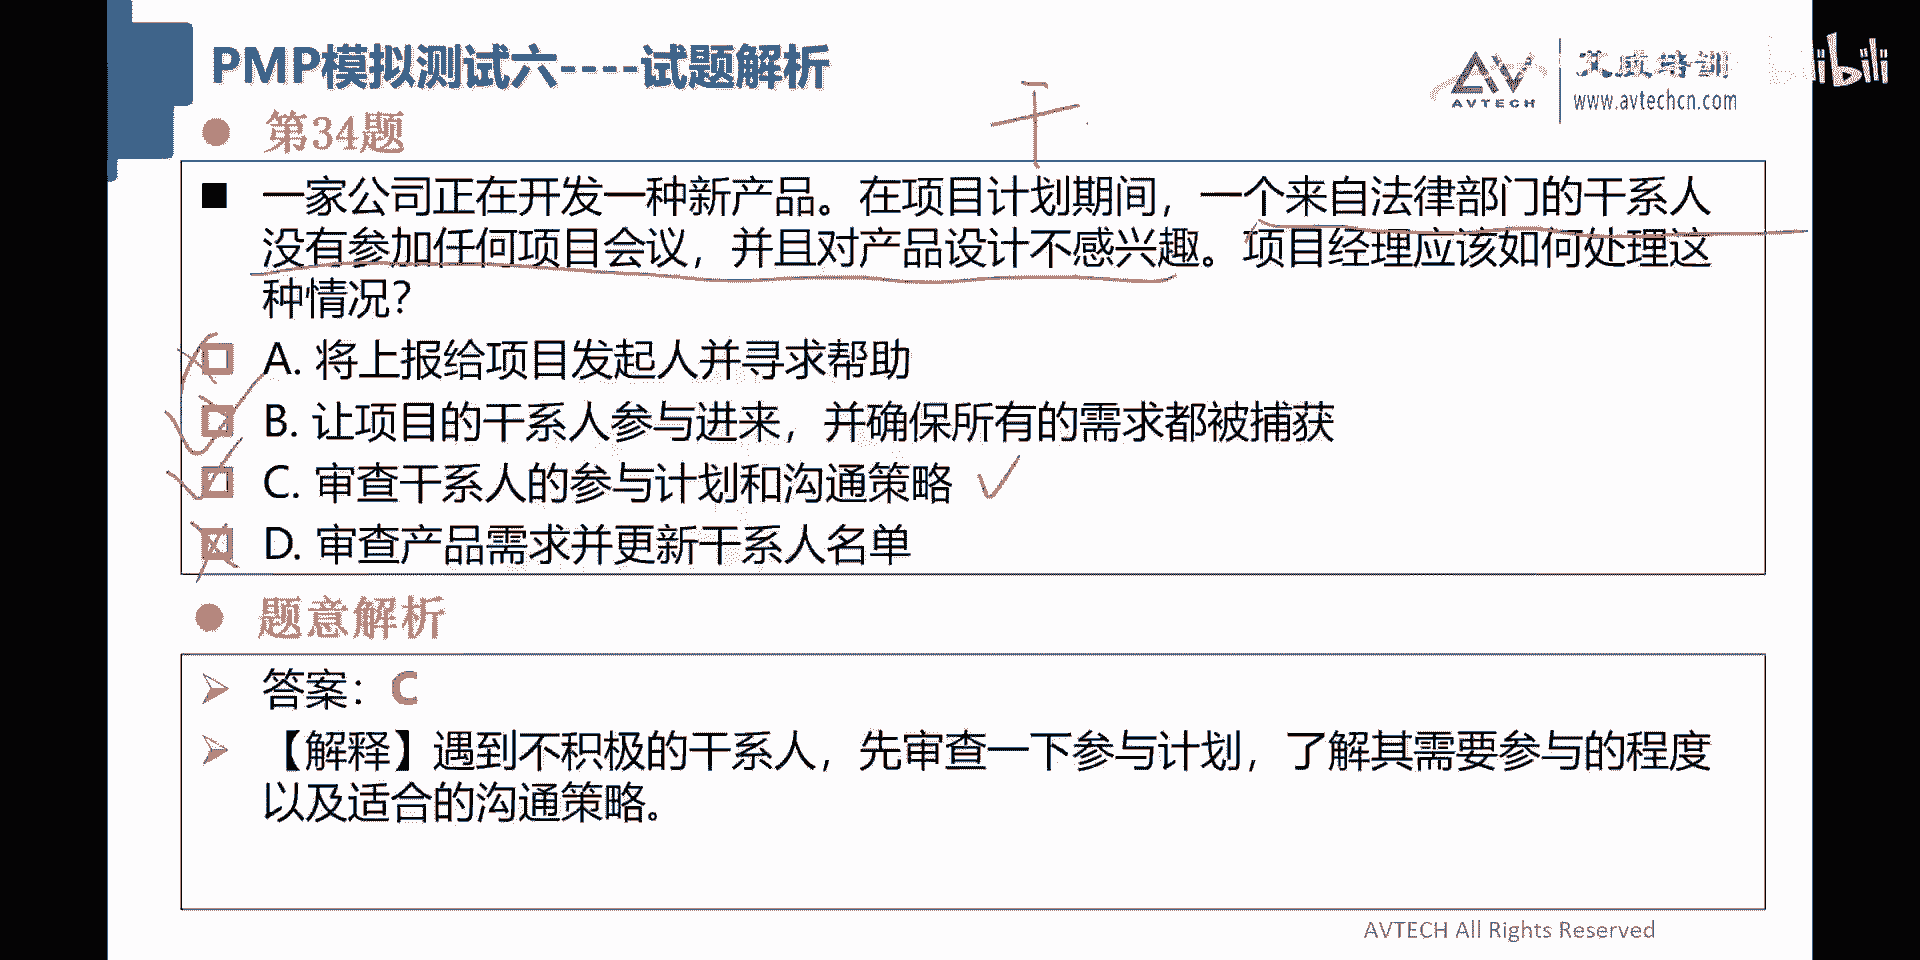 PMP模拟测试六----试题解析
AVTECH
艾威培训
www.avtechcn.com
bilibili
第34题
干
一家公司正在开发一种新产品。在项目计划期间，一个来自法律部门的干系人
没有参加任何项目会议，并且对产品设计不感兴趣。项目经理应该如何处理这
种情况？
A. 将上报给项目发起人并寻求帮助
B. 让项目的干系人参与进来，并确保所有的需求都被捕获
C. 审查干系人的参与计划和沟通策略
D. 审查产品需求并更新干系人名单
题意解析
答案：C
【解释】遇到不积极的干系人，先审查一下参与计划，了解其需要参与的程度
以及适合的沟通策略。
AVTECH All Rights Reserved